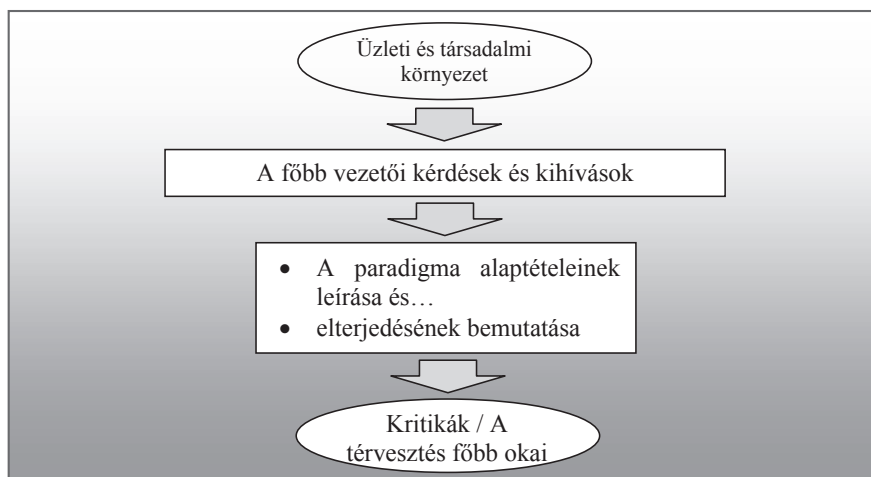 Üzleti és társadalmi
környezet
A főbb vezetői kérdések és kihívások
• A paradigma alaptételeinek
leírása és…
• elterjedésének bemutatása
Kritikák / A
térvesztés főbb okai